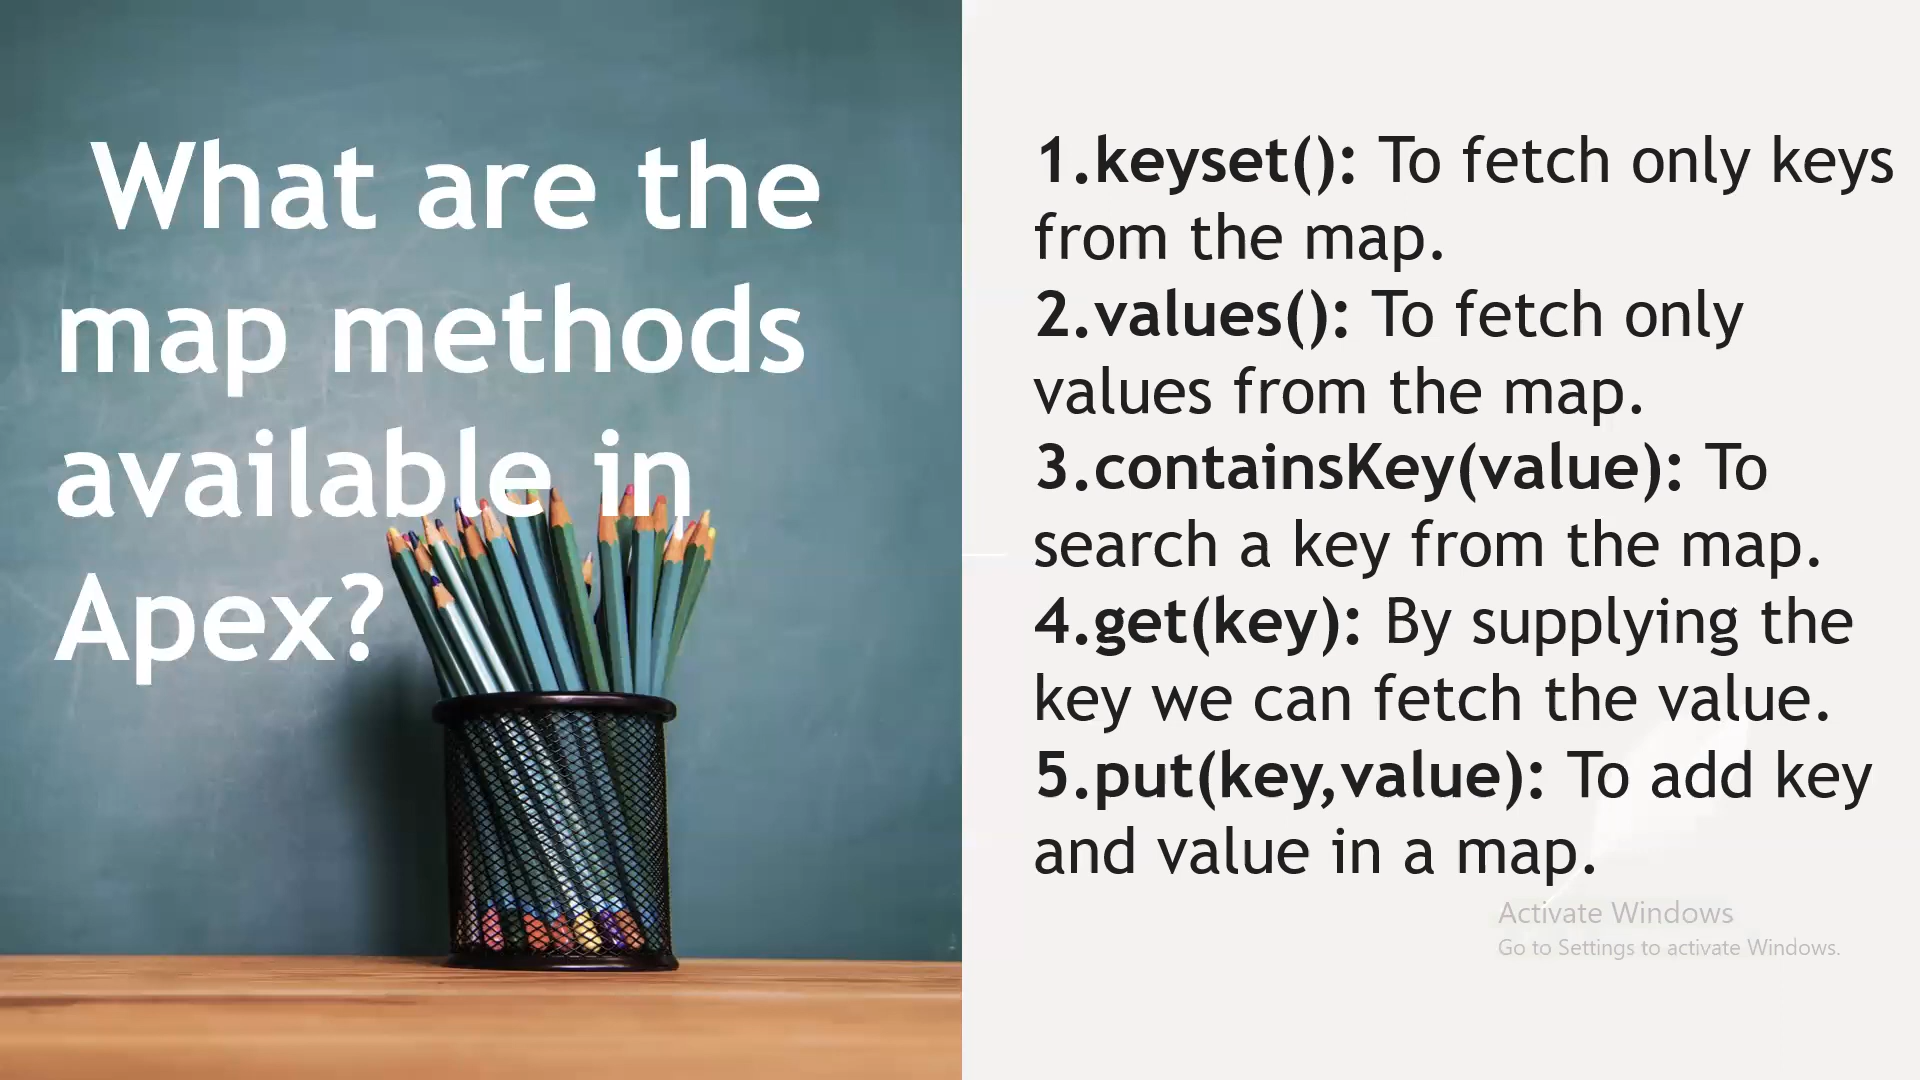 What are the
map methods
available in
Apex?
1.keyset(): To fetch only keys
from the map.
2.values(): To fetch only
values from the map.
3.containsKey(value): To
search a key from the map.
4.get(key): By supplying the
key we can fetch the value.
5.put(key,value): To add key
and value in a map.
Activate Windows
Go to Settings to activate Windows.